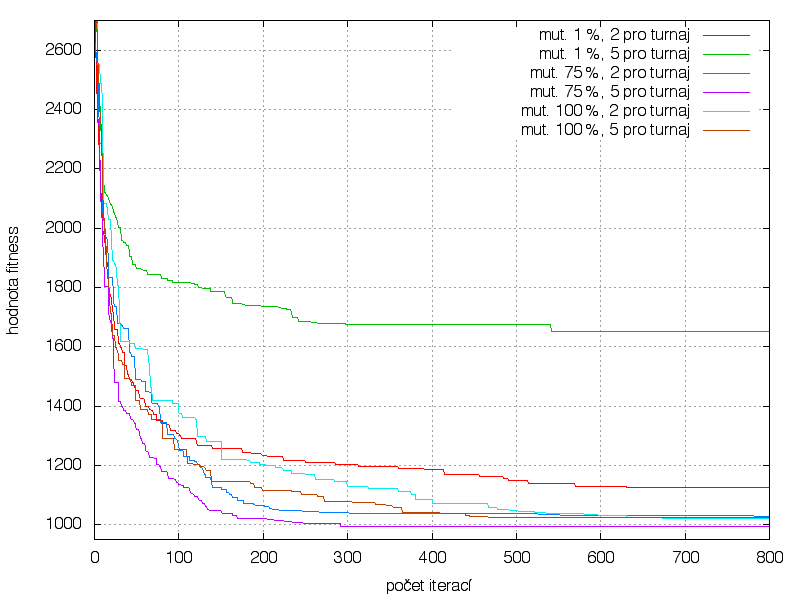 2600
2400
2200
2000
1800
1600
1400
1200
1000
0 100 200 300 400 500 600 700 800
hodnota fitness
počet iterací
mut. 1 %, 2 pro turnaj
mut. 1 %, 5 pro turnaj
mut. 75 %, 2 pro turnaj
mut. 75 %, 5 pro turnaj
mut. 100 %, 2 pro turnaj
mut. 100 %, 5 pro turnaj